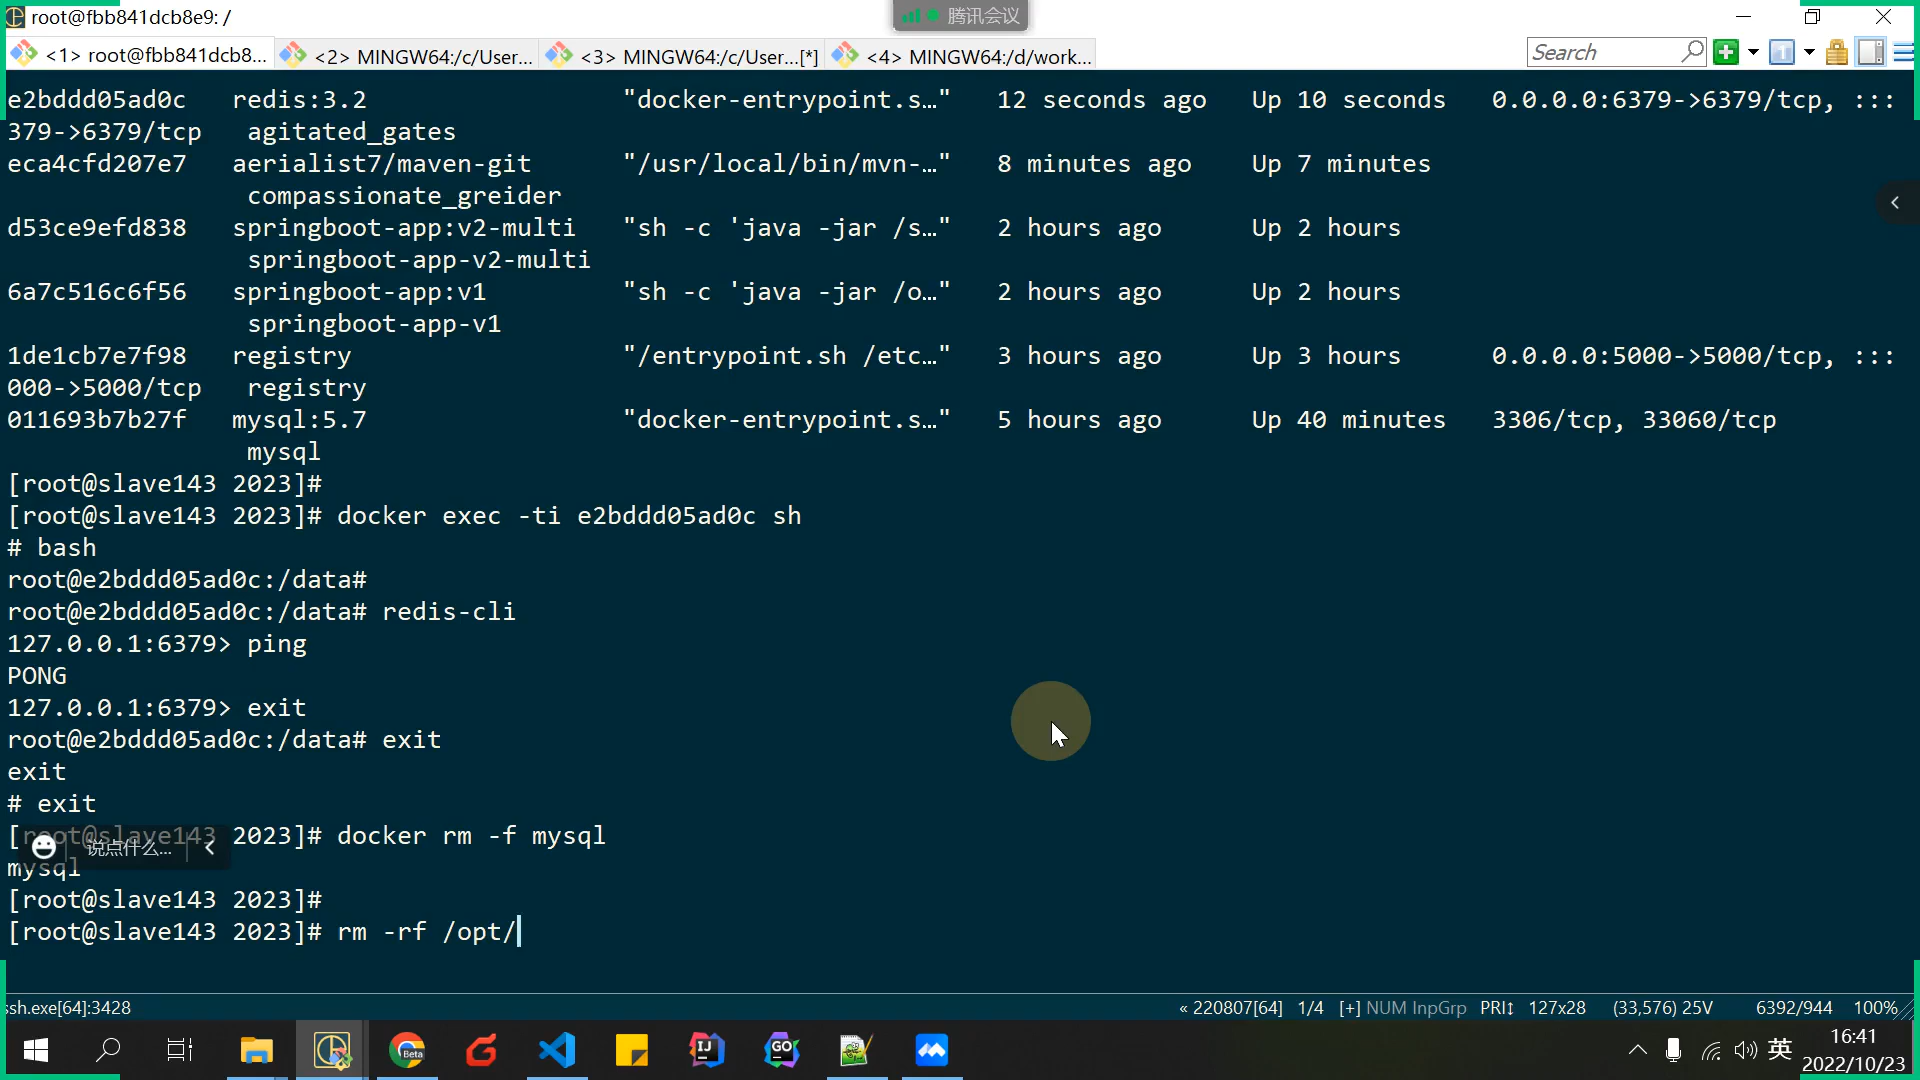 root@fbb841dcb8e9: /
腾讯会议
<1> root@fbb841dcb8... <2> MINGW64:/c/User... <3> MINGW64:/c/User...[*] <4> MINGW64:/d/work...
Search
e2bddd05ad0c redis:3.2 "docker-entrypoint.s…" 12 seconds ago Up 10 seconds 0.0.0.0:6379->6379/tcp, :::
379->6379/tcp agitated_gates
eca4cfd207e7 aerialist7/maven-git "/usr/local/bin/mvn-…" 8 minutes ago Up 7 minutes
compassionate_greider
d53ce9efd838 springboot-app:v2-multi "sh -c 'java -jar /s…" 2 hours ago Up 2 hours
springboot-app-v2-multi
6a7c516c6f56 springboot-app:v1 "sh -c 'java -jar /o…" 2 hours ago Up 2 hours
springboot-app-v1
1de1cb7e7f98 registry "/entrypoint.sh /etc…" 3 hours ago Up 3 hours 0.0.0.0:5000->5000/tcp, :::
000->5000/tcp registry
011693b7b27f mysql:5.7 "docker-entrypoint.s…" 5 hours ago Up 40 minutes 3306/tcp, 33060/tcp
mysql
[root@slave143 2023]#
[root@slave143 2023]# docker exec -ti e2bddd05ad0c sh
# bash
root@e2bddd05ad0c:/data#
root@e2bddd05ad0c:/data# redis-cli
127.0.0.1:6379> ping
PONG
127.0.0.1:6379> exit
root@e2bddd05ad0c:/data# exit
exit
# exit
[root@slave143 2023]# docker rm -f mysql
说点什么...
mysql
[root@slave143 2023]#
[root@slave143 2023]# rm -rf /opt/
ssh.exe[64]:3428 « 220807[64] 1/4 [+] NUM InpGrp PRI↕ 127x28 (33,576) 25V 6392/944 100%
Beta
IJ
GO
英
16:41
2022/10/23